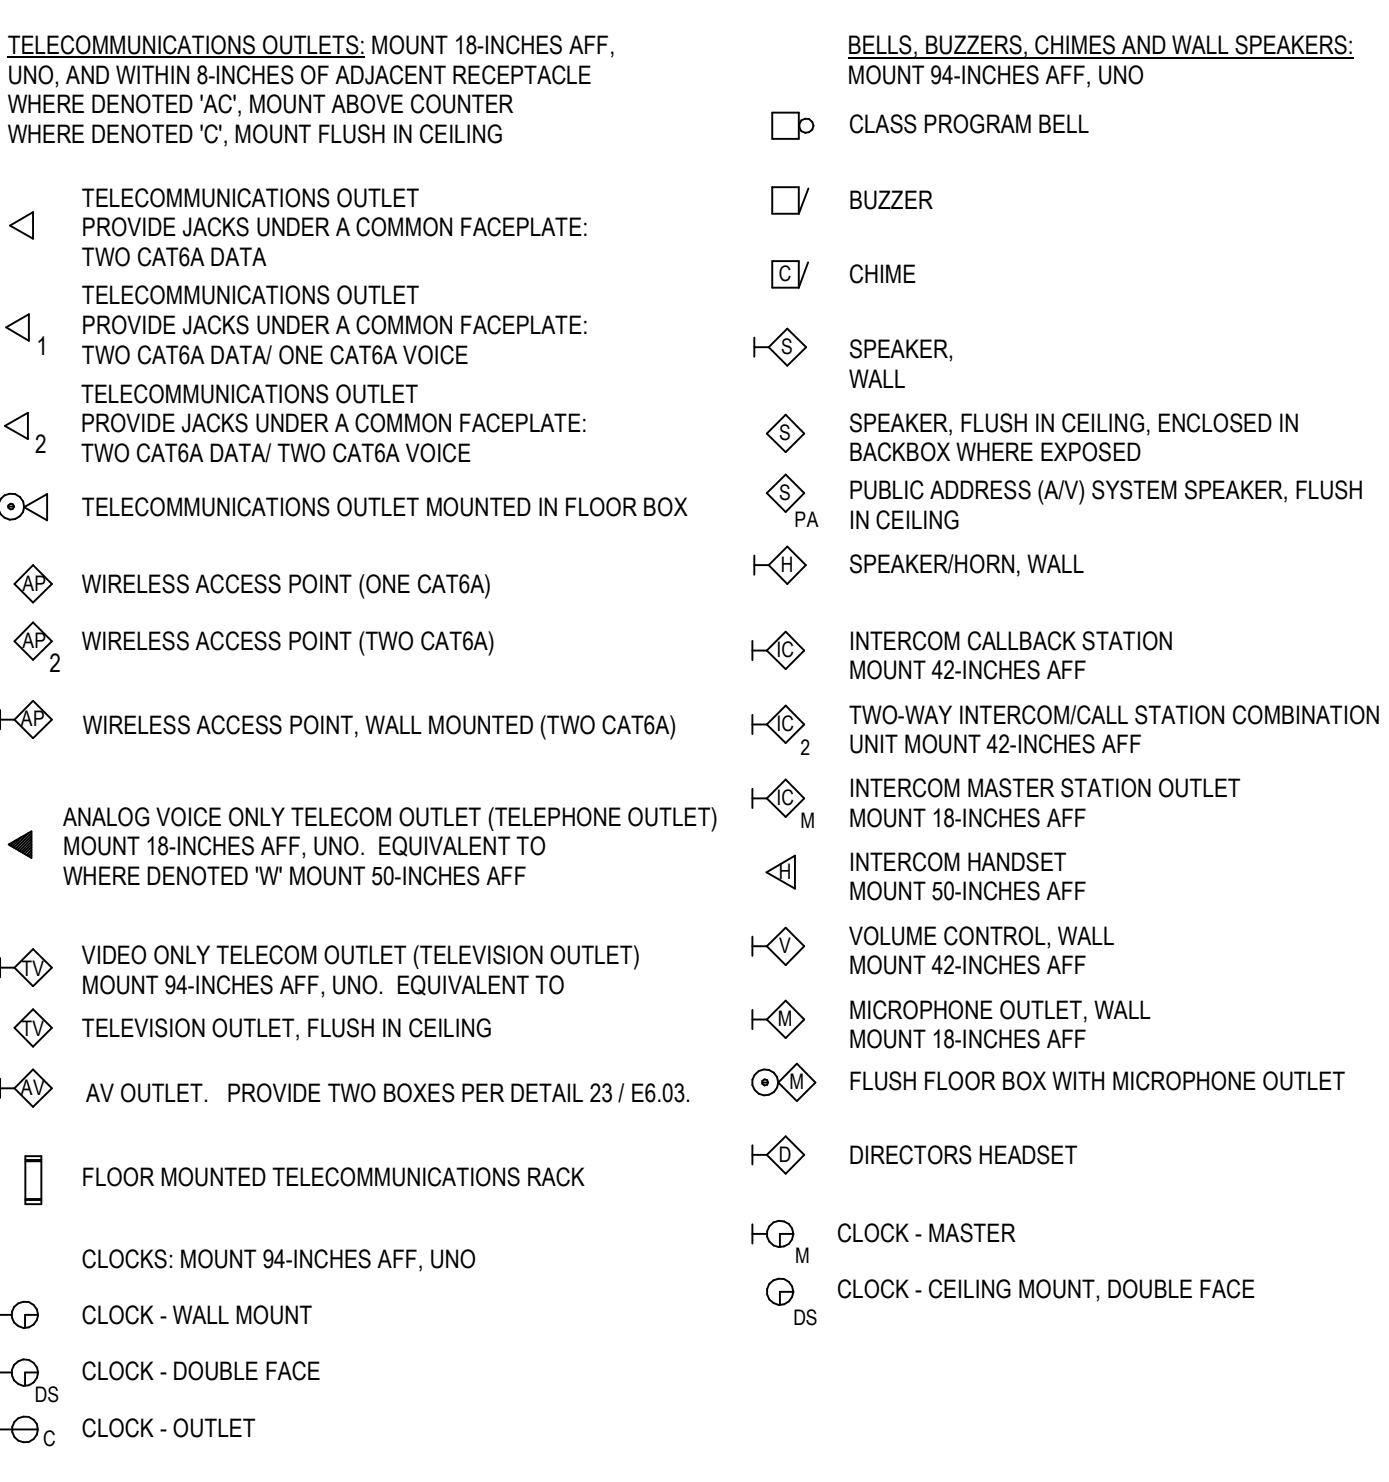 TELECOMMUNICATIONS OUTLETS: MOUNT 18-INCHES AFF,
UNO, AND WITHIN 8-INCHES OF ADJACENT RECEPTACLE
WHERE DENOTED 'AC', MOUNT ABOVE COUNTER
WHERE DENOTED 'C', MOUNT FLUSH IN CEILING
TELECOMMUNICATIONS OUTLET
PROVIDE JACKS UNDER A COMMON FACEPLATE:
TWO CAT6A DATA
TELECOMMUNICATIONS OUTLET
1 PROVIDE JACKS UNDER A COMMON FACEPLATE:
TWO CAT6A DATA/ ONE CAT6A VOICE
TELECOMMUNICATIONS OUTLET
2 PROVIDE JACKS UNDER A COMMON FACEPLATE:
TWO CAT6A DATA/ TWO CAT6A VOICE
TELECOMMUNICATIONS OUTLET MOUNTED IN FLOOR BOX
AP WIRELESS ACCESS POINT (ONE CAT6A)
AP 2 WIRELESS ACCESS POINT (TWO CAT6A)
AP WIRELESS ACCESS POINT, WALL MOUNTED (TWO CAT6A)
ANALOG VOICE ONLY TELECOM OUTLET (TELEPHONE OUTLET)
MOUNT 18-INCHES AFF, UNO. EQUIVALENT TO
WHERE DENOTED 'W' MOUNT 50-INCHES AFF
TV VIDEO ONLY TELECOM OUTLET (TELEVISION OUTLET)
MOUNT 94-INCHES AFF, UNO. EQUIVALENT TO
TV TELEVISION OUTLET, FLUSH IN CEILING
AV AV OUTLET. PROVIDE TWO BOXES PER DETAIL 23 / E6.03.
FLOOR MOUNTED TELECOMMUNICATIONS RACK
CLOCKS: MOUNT 94-INCHES AFF, UNO
CLOCK - WALL MOUNT
DS CLOCK - DOUBLE FACE
C CLOCK - OUTLET
BELLS, BUZZERS, CHIMES AND WALL SPEAKERS:
MOUNT 94-INCHES AFF, UNO
CLASS PROGRAM BELL
BUZZER
C CHIME
S SPEAKER,
WALL
S SPEAKER, FLUSH IN CEILING, ENCLOSED IN
BACKBOX WHERE EXPOSED
S PA PUBLIC ADDRESS (A/V) SYSTEM SPEAKER, FLUSH
IN CEILING
H SPEAKER/HORN, WALL
IC INTERCOM CALLBACK STATION
MOUNT 42-INCHES AFF
IC 2 TWO-WAY INTERCOM/CALL STATION COMBINATION
UNIT MOUNT 42-INCHES AFF
IC M INTERCOM MASTER STATION OUTLET
MOUNT 18-INCHES AFF
H INTERCOM HANDSET
MOUNT 50-INCHES AFF
V VOLUME CONTROL, WALL
MOUNT 42-INCHES AFF
M MICROPHONE OUTLET, WALL
MOUNT 18-INCHES AFF
M FLUSH FLOOR BOX WITH MICROPHONE OUTLET
D DIRECTORS HEADSET
M CLOCK - MASTER
DS CLOCK - CEILING MOUNT, DOUBLE FACE